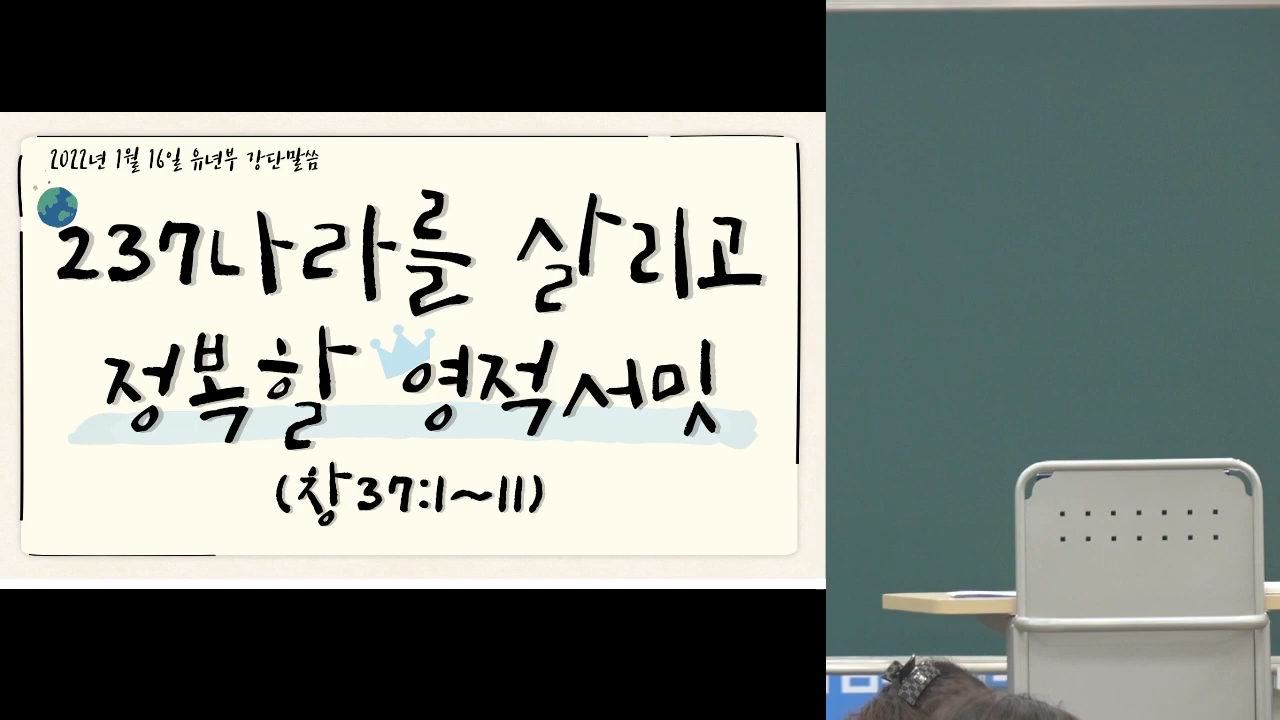 2022년 1월 16일 유년부 강단말씀
237나라를 살리고
정복할 영적서밋
(창37:1~11)